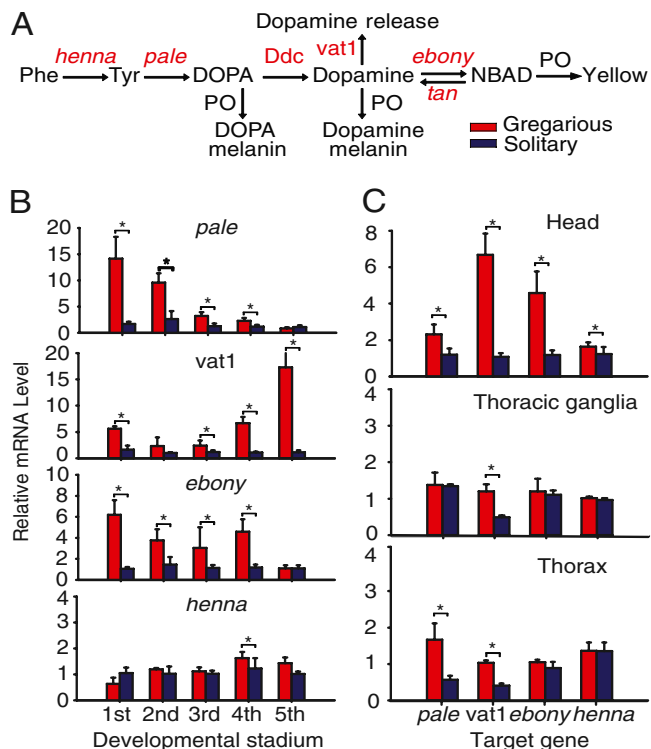 A
Dopamine release
henna pale Ddc vat1 ebony
Phe Tyr DOPA Dopamine NBAD PO Yellow
tan
PO PO
DOPA melanin
Dopamine melanin
Gregarious
Solitary
B
Relative mRNA Level
pale
20
15
10
5
0
* * * *
vat1
20
15
10
5
0
* * * *
ebony
8
6
4
2
0
* * * *
henna
4
3
2
1
0
*
1st 2nd 3rd 4th 5th
Developmental stadium
C
Head
8
6
4
2
0
* * * *
Thoracic ganglia
4
3
2
1
0
*
Thorax
4
3
2
1
0
* *
pale vat1 ebony henna
Target gene